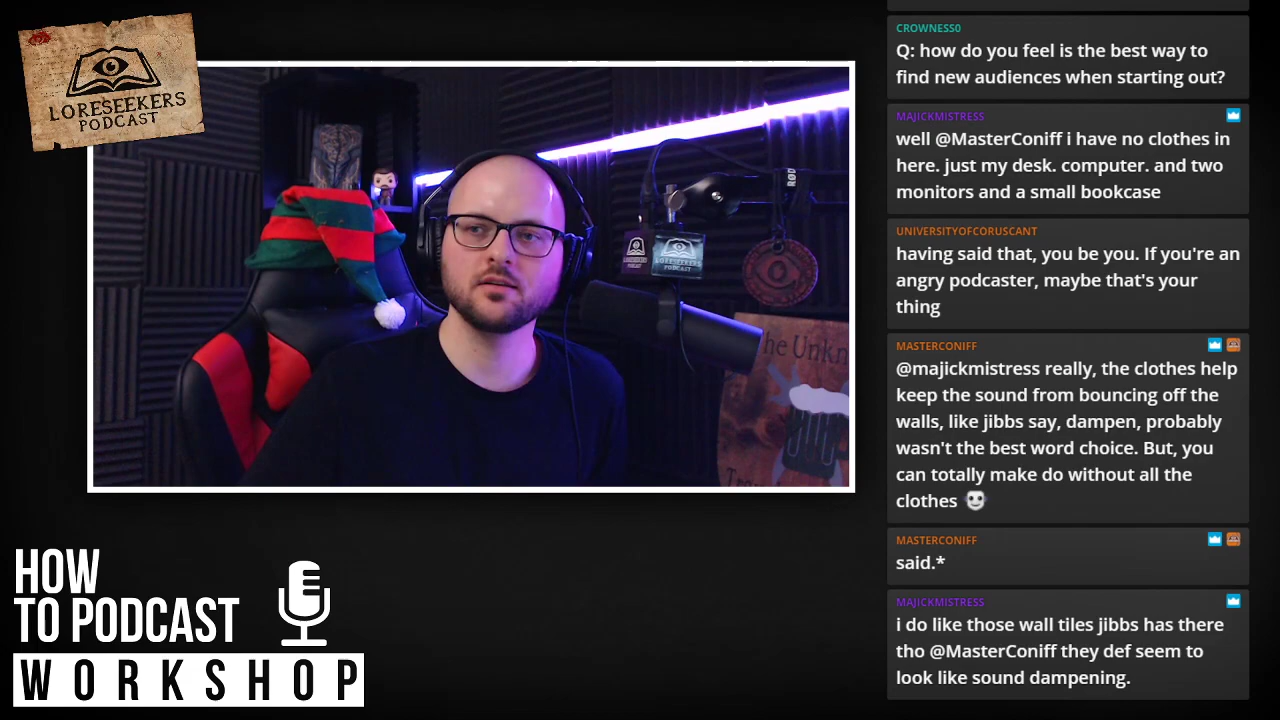 LORESEEKERS
PODCAST
RØDE
LORESEEKERS
PODCAST
he Unkn
HOW
TO PODCAST
WORKSHOP
CROWNESS0
Q: how do you feel is the best way to
find new audiences when starting out?
MAJICKMISTRESS
well @MasterConiff i have no clothes in
here. just my desk. computer. and two
monitors and a small bookcase
UNIVERSITYOFCORUSCANT
having said that, you be you. If you're an
angry podcaster, maybe that's your
thing
MASTERCONIFF
@majickmistress really, the clothes help
keep the sound from bouncing off the
walls, like jibbs say, dampen, probably
wasn't the best word choice. But, you
can totally make do without all the
clothes
MASTERCONIFF
said.*
MAJICKMISTRESS
i do like those wall tiles jibbs has there
tho @MasterConiff they def seem to
look like sound dampening.